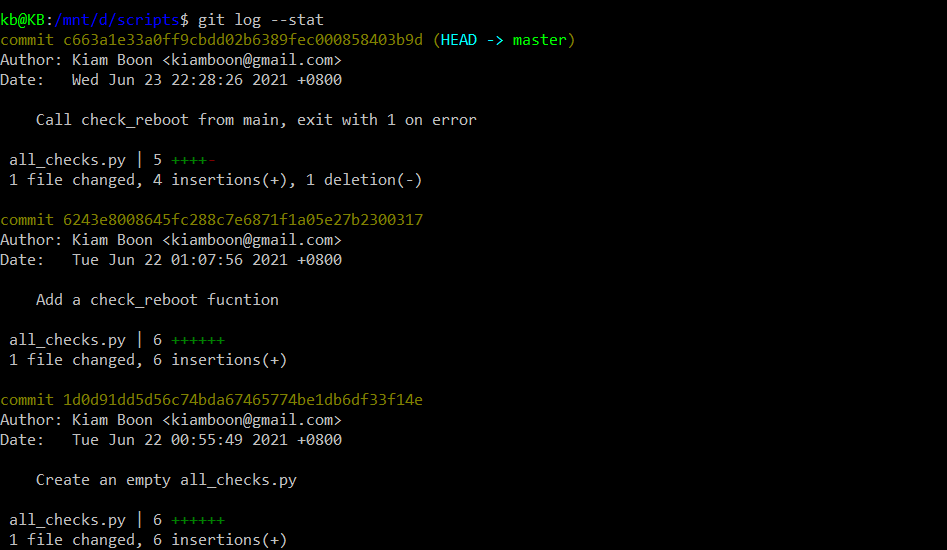 kb@KB:/mnt/d/scripts$ git log --stat
commit c663a1e33a0ff9cbdd02b6389fec000858403b9d (HEAD -> master)
Author: Kiam Boon <kiamboon@gmail.com>
Date:   Wed Jun 23 22:28:26 2021 +0800
Call check_reboot from main, exit with 1 on error
all_checks.py | 5 ++++-
1 file changed, 4 insertions(+), 1 deletion(-)
commit 6243e8008645fc288c7e6871f1a05e27b2300317
Author: Kiam Boon <kiamboon@gmail.com>
Date:   Tue Jun 22 01:07:56 2021 +0800
Add a check_reboot fucntion
all_checks.py | 6 ++++++
1 file changed, 6 insertions(+)
commit 1d0d91dd5d56c74bda67465774be1db6df33f14e
Author: Kiam Boon <kiamboon@gmail.com>
Date:   Tue Jun 22 00:55:49 2021 +0800
Create an empty all_checks.py
all_checks.py | 6 ++++++
1 file changed, 6 insertions(+)